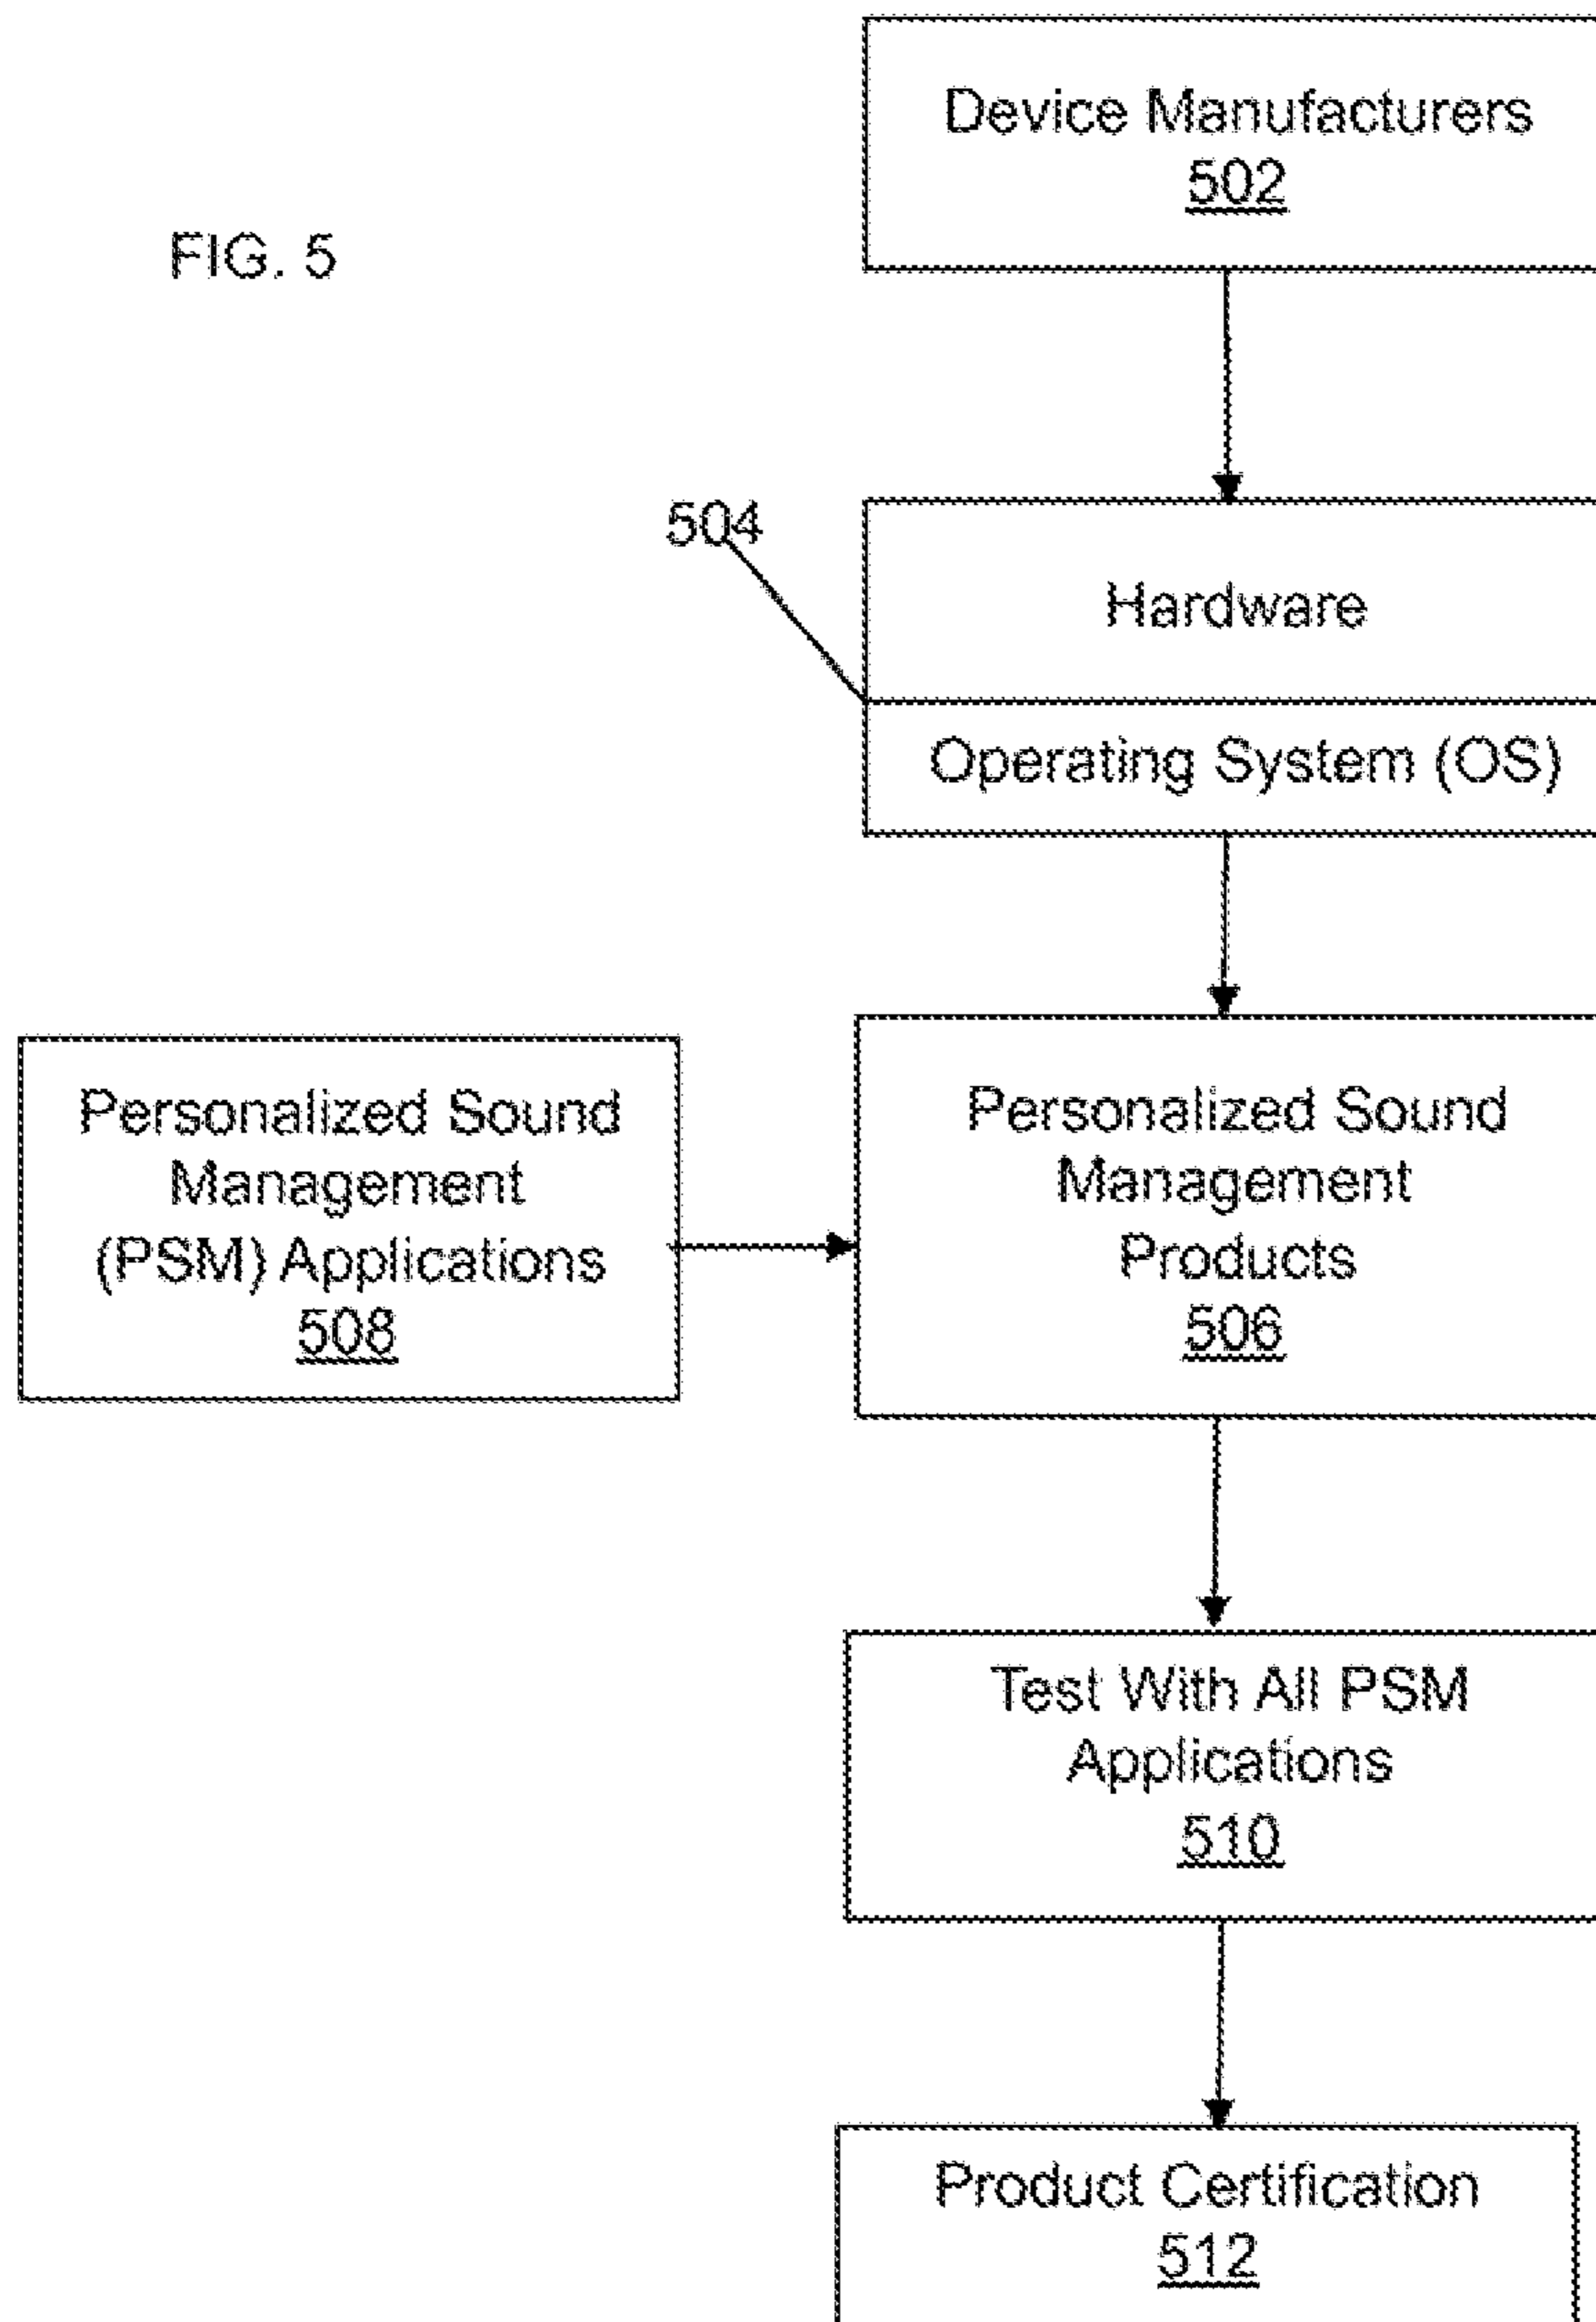 Device Manufacturers
502
FIG. 5
504
Hardware
Operating System (OS)
Personalized Sound
Management
(PSM) Applications
508
Personalized Sound
Management
Products
506
Test With All PSM
Applications
510
Product Certification
512